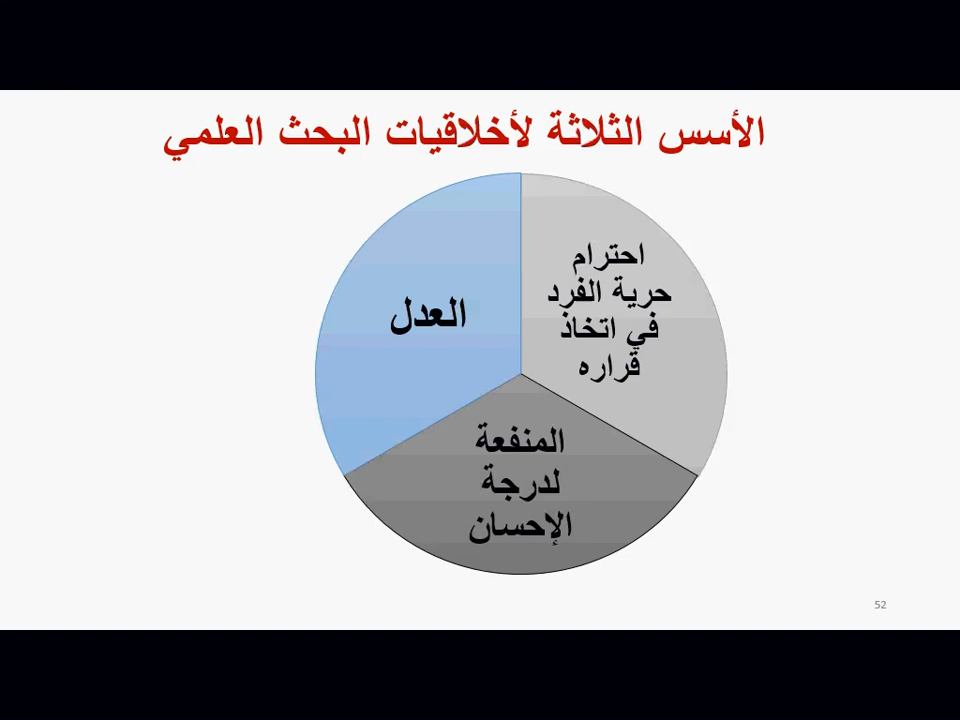 الأسس الثلاثة لأخلاقيات البحث العلمي
احترام
حرية الفرد
في اتخاذ
قراره
المنفعة
لدرجة
الإحسان
العدل
52